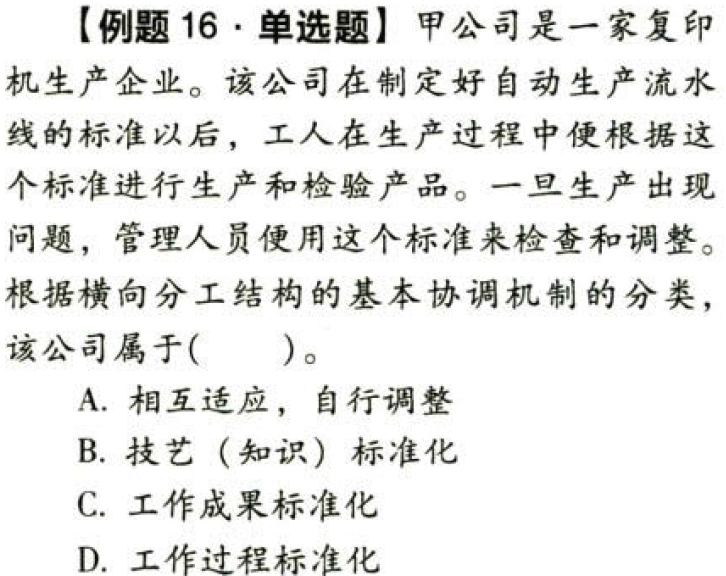 【例题 16 · 单选题】 甲公司是一家复印
机生产企业。该公司在制定好自动生产流水
线的标准以后，工人在生产过程中便根据这
个标准进行生产和检验产品。一旦生产出现
问题，管理人员便用这个标准来检查和调整。
根据横向分工结构的基本协调机制的分类，
该公司属于(　　)。
A. 相互适应，自行调整
B. 技艺（知识）标准化
C. 工作成果标准化
D. 工作过程标准化